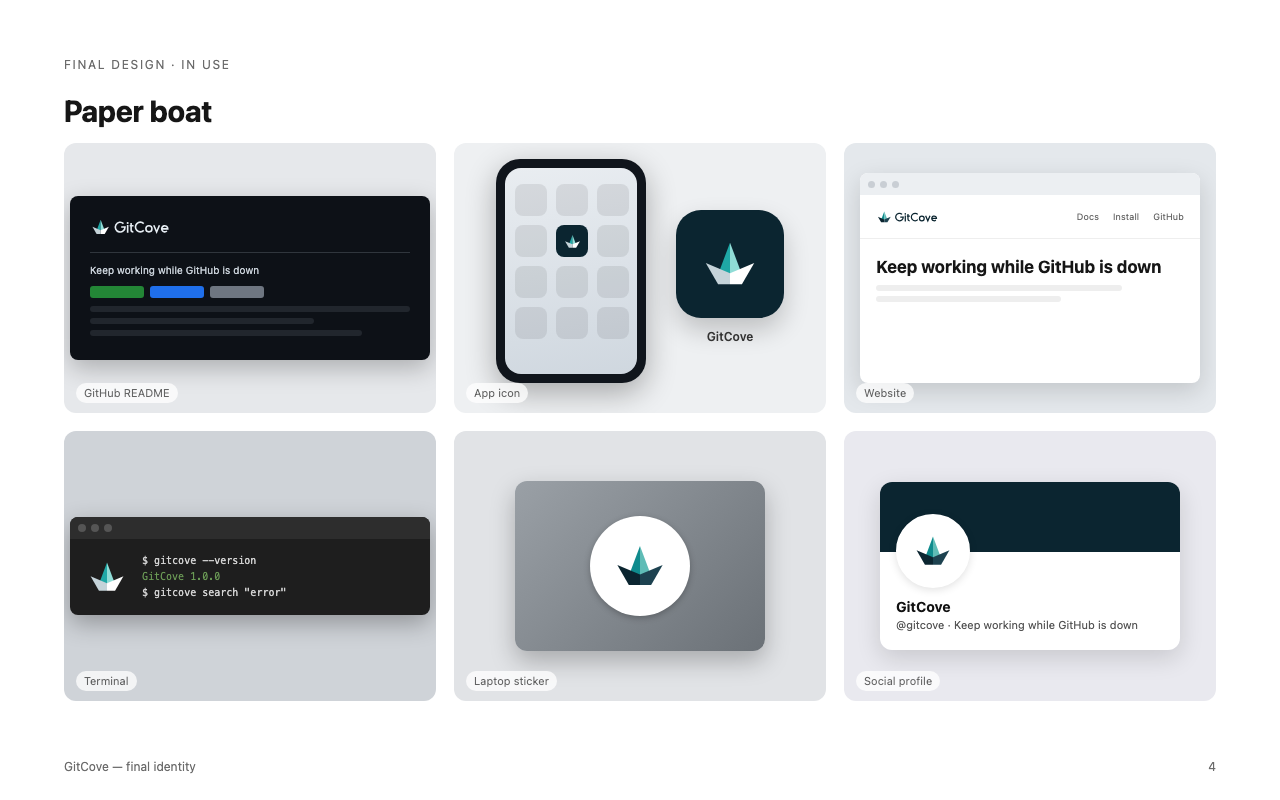 FINAL DESIGN · IN USE
Paper boat
GitCove
Keep working while GitHub is down
GitHub README
GitCove
App icon
GitCove
Docs Install GitHub
Keep working while GitHub is down
Website
$ gitcove --version
GitCove 1.0.0
$ gitcove search "error"
Terminal
Laptop sticker
GitCove
@gitcove · Keep working while GitHub is down
Social profile
GitCove — final identity
4